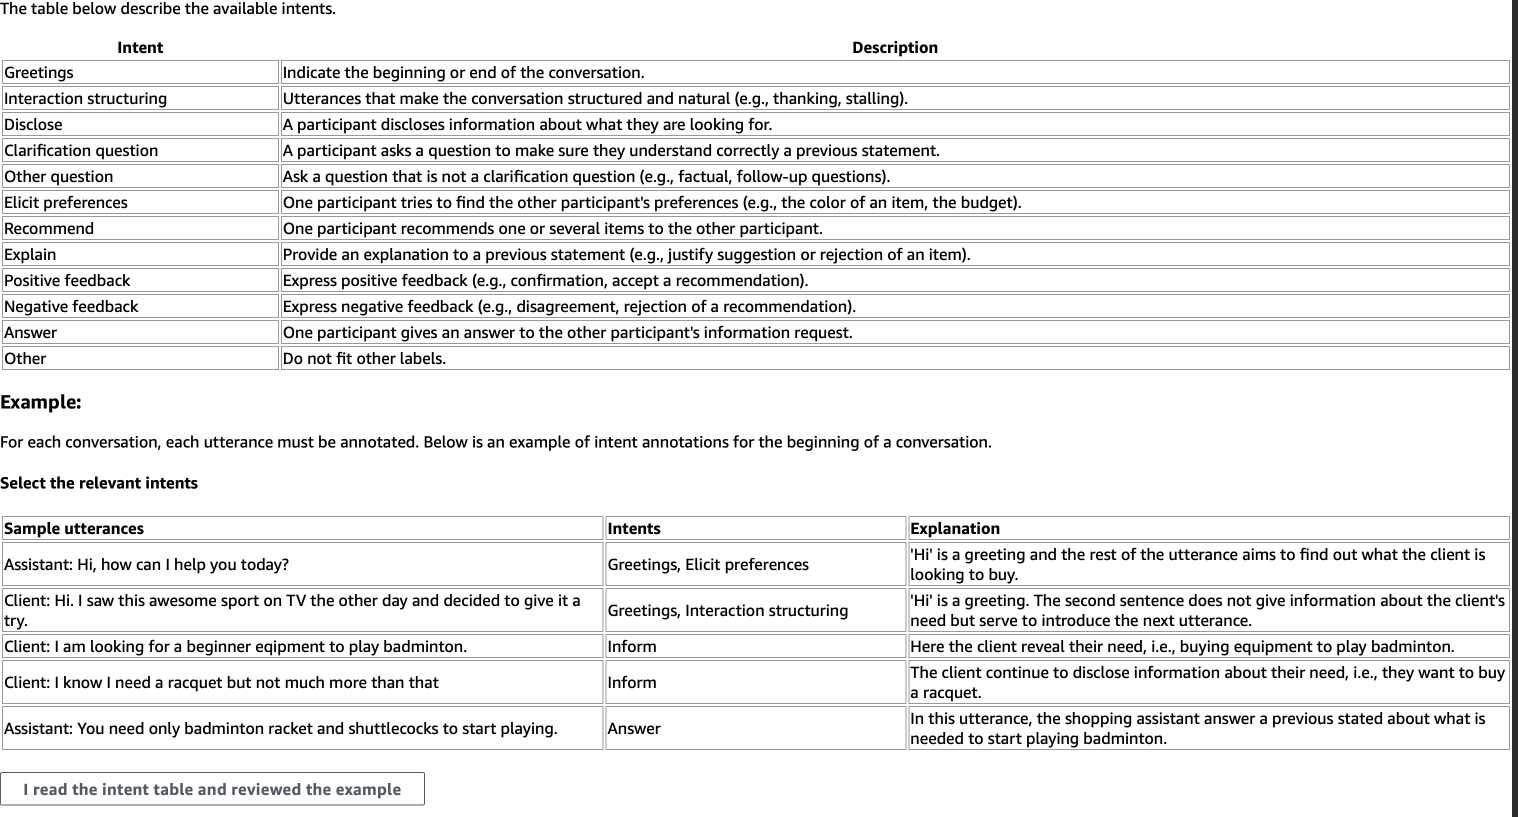 The table below describe the available intents.
Intent Description
Greetings Indicate the beginning or end of the conversation.
Interaction structuring Utterances that make the conversation structured and natural (e.g., thanking, stalling).
Disclose A participant discloses information about what they are looking for.
Clarification question A participant asks a question to make sure they understand correctly a previous statement.
Other question Ask a question that is not a clarification question (e.g., factual, follow-up questions).
Elicit preferences One participant tries to find the other participant's preferences (e.g., the color of an item, the budget).
Recommend One participant recommends one or several items to the other participant.
Explain Provide an explanation to a previous statement (e.g., justify suggestion or rejection of an item).
Positive feedback Express positive feedback (e.g., confirmation, accept a recommendation).
Negative feedback Express negative feedback (e.g., disagreement, rejection of a recommendation).
Answer One participant gives an answer to the other participant's information request.
Other Do not fit other labels.
Example:
For each conversation, each utterance must be annotated. Below is an example of intent annotations for the beginning of a conversation.
Select the relevant intents
Sample utterances Intents Explanation
Assistant: Hi, how can I help you today? Greetings, Elicit preferences 'Hi' is a greeting and the rest of the utterance aims to find out what the client is
looking to buy.
Client: Hi. I saw this awesome sport on TV the other day and decided to give it a
try. Greetings, Interaction structuring 'Hi' is a greeting. The second sentence does not give information about the client's
need but serve to introduce the next utterance.
Client: I am looking for a beginner eqipment to play badminton. Inform Here the client reveal their need, i.e., buying equipment to play badminton.
Client: I know I need a racquet but not much more than that Inform The client continue to disclose information about their need, i.e., they want to buy
a racquet.
Assistant: You need only badminton racket and shuttlecocks to start playing. Answer In this utterance, the shopping assistant answer a previous stated about what is
needed to start playing badminton.
I read the intent table and reviewed the example